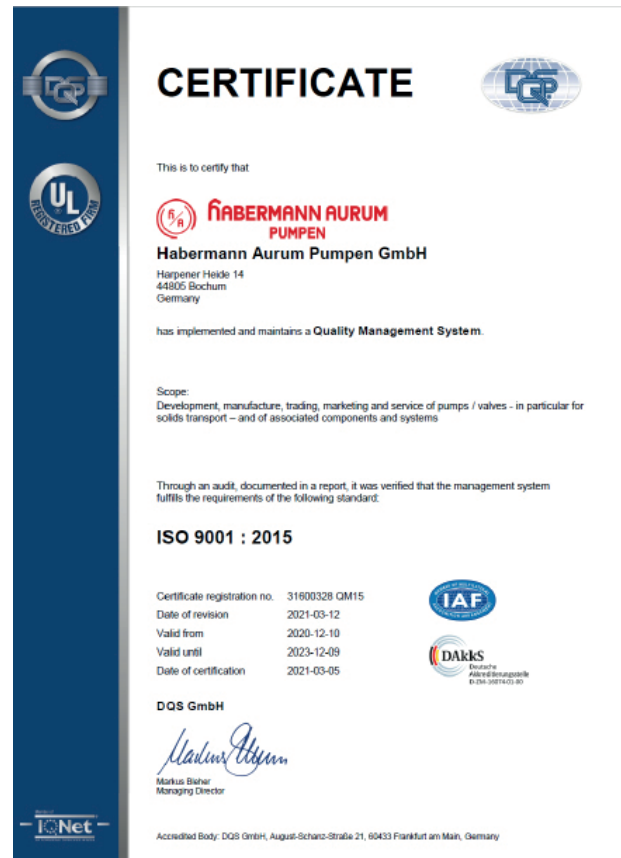 DQS
CERTIFICATE
DQS
This is to certify that
UL
REGISTERED FIRM
h/A
HABERMANN AURUM
PUMPEN
Habermann Aurum Pumpen GmbH
Harpener Heide 14
44805 Bochum
Germany
has implemented and maintains a Quality Management System.
Scope:
Development, manufacture, trading, marketing and service of pumps / valves - in particular for
solids transport – and of associated components and systems
Through an audit, documented in a report, it was verified that the management system
fulfills the requirements of the following standard:
ISO 9001 : 2015
Certificate registration no. 31600328 QM15
Date of revision 2021-03-12
Valid from 2020-12-10
Valid until 2023-12-09
Date of certification 2021-03-05
IAF
DAkkS
Deutsche
Akkreditierungsstelle
D-ZM-16074-01-00
DQS GmbH
Markus Bleher
Managing Director
IQNet
Accredited Body: DQS GmbH, August-Schanz-Straße 21, 60433 Frankfurt am Main, Germany